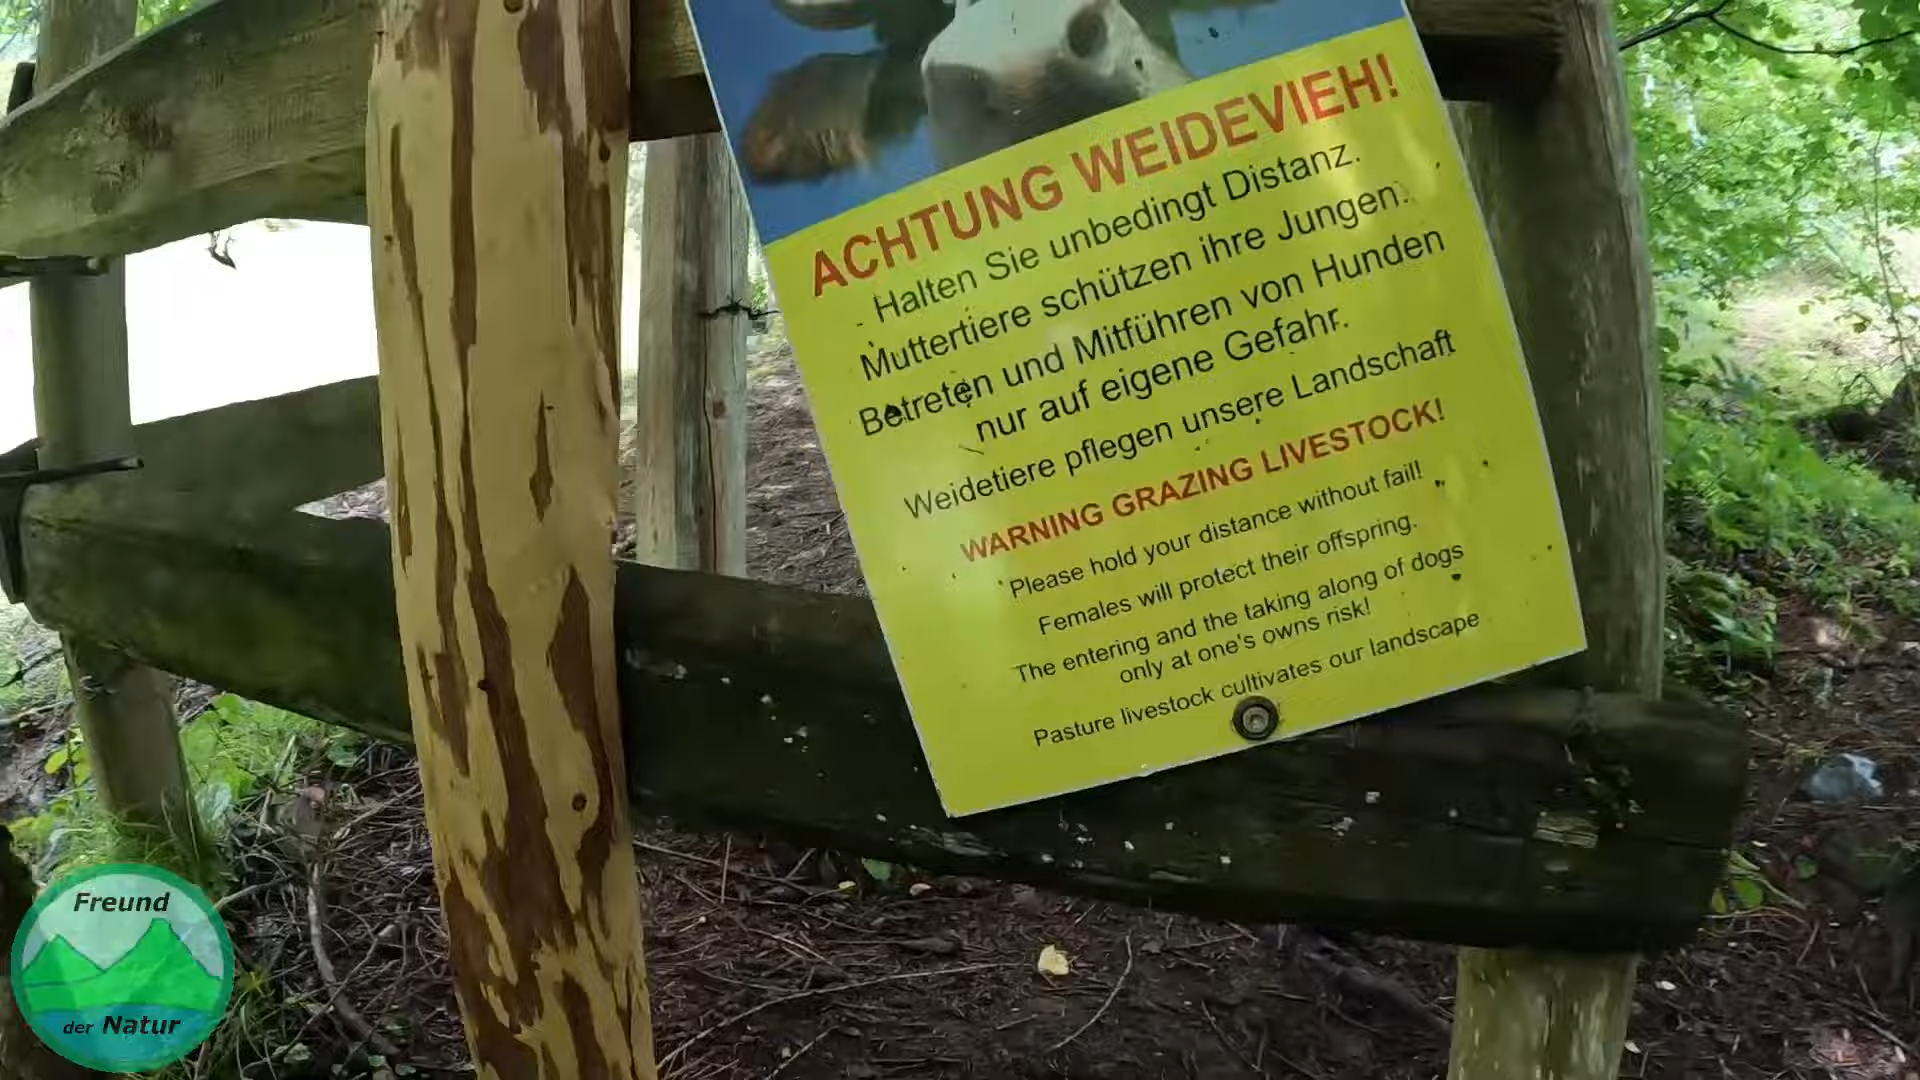 ACHTUNG WEIDEVIEH!
Halten Sie unbedingt Distanz.
Muttertiere schützen ihre Jungen.
Betreten und Mitführen von Hunden
nur auf eigene Gefahr.
Weidetiere pflegen unsere Landschaft
WARNING GRAZING LIVESTOCK!
Please hold your distance without fail!
Females will protect their offspring.
The entering and the taking along of dogs
only at one's owns risk!
Pasture livestock cultivates our landscape
Freund
der Natur